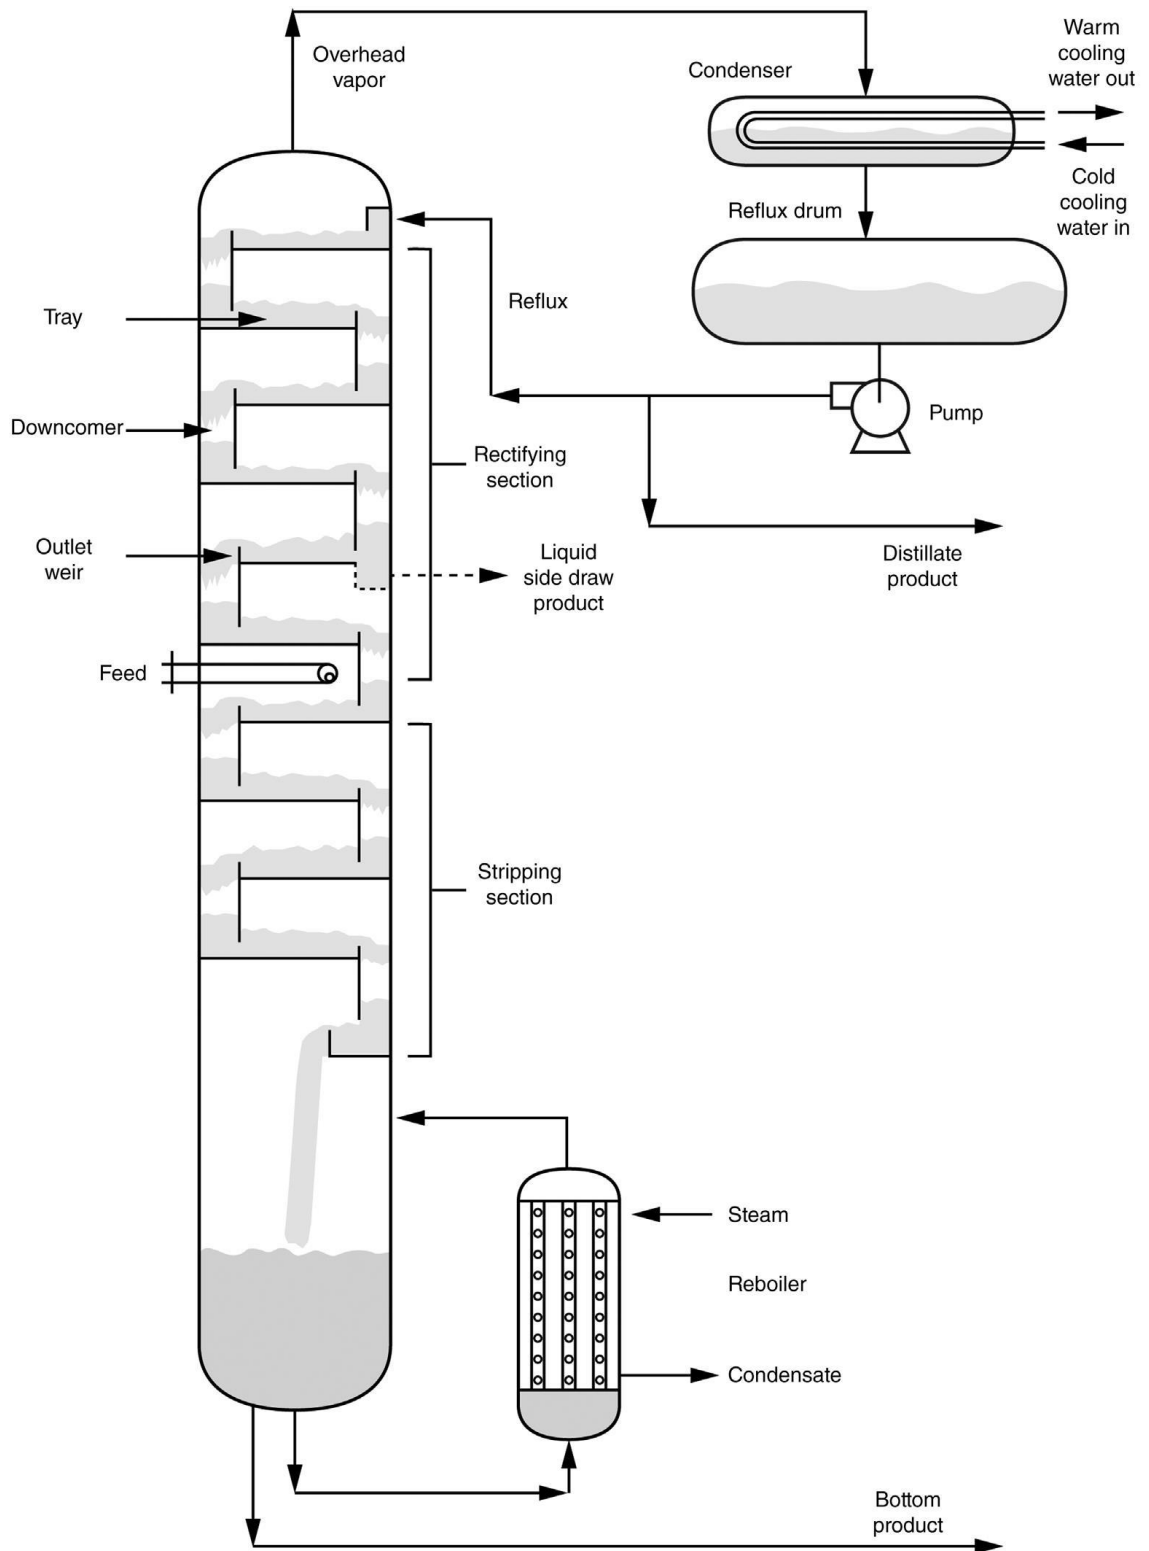 Overhead
vapor
Condenser
Warm
cooling
water out
Cold
cooling
water in
Reflux drum
Reflux
Tray
Pump
Downcomer
Rectifying
section
Outlet
weir
Liquid
side draw
product
Distillate
product
Feed
Stripping
section
Steam
Reboiler
Condensate
Bottom
product